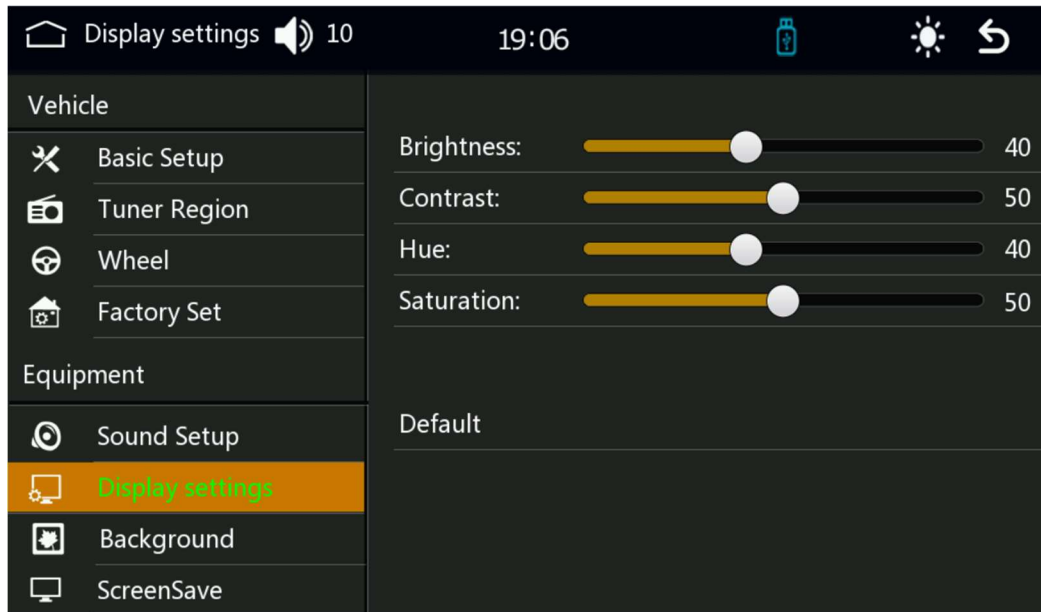 Display settings 10 19:06
Vehicle
Basic Setup
Tuner Region
Wheel
Factory Set
Equipment
Sound Setup
Display settings
Background
ScreenSave
Brightness: 40
Contrast: 50
Hue: 40
Saturation: 50
Default